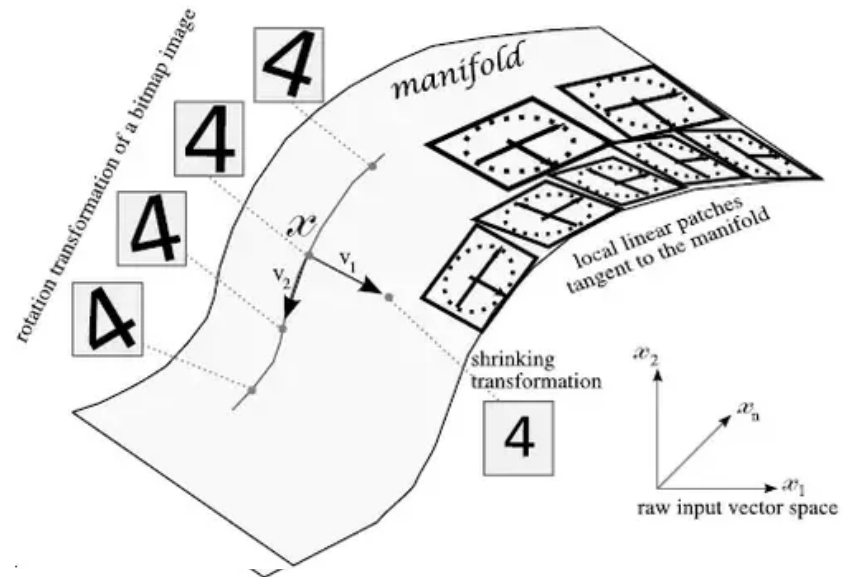 rotation transformation of a bitmap image
4
4
4
4
manifold
x
v1
v2
local linear patches
tangent to the manifold
shrinking
transformation
4
x2
xn
x1
raw input vector space